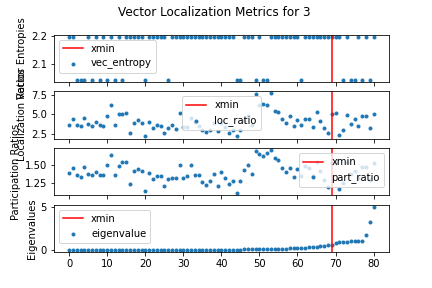 Vector Localization Metrics for 3
Vector Entropies
2.2
2.1
xmin
vec_entropy
Localization Ratios
7.5
5.0
2.5
xmin
loc_ratio
Participation Ratios
1.50
1.25
xmin
part_ratio
Eigenvalues
5
0
xmin
eigenvalue
0 10 20 30 40 50 60 70 80